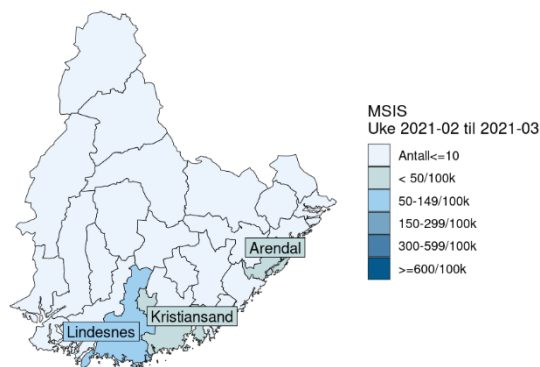 MSIS
Uke 2021-02 til 2021-03
Antall<=10
< 50/100k
50-149/100k
150-299/100k
300-599/100k
>=600/100k
Arendal
Kristiansand
Lindesnes